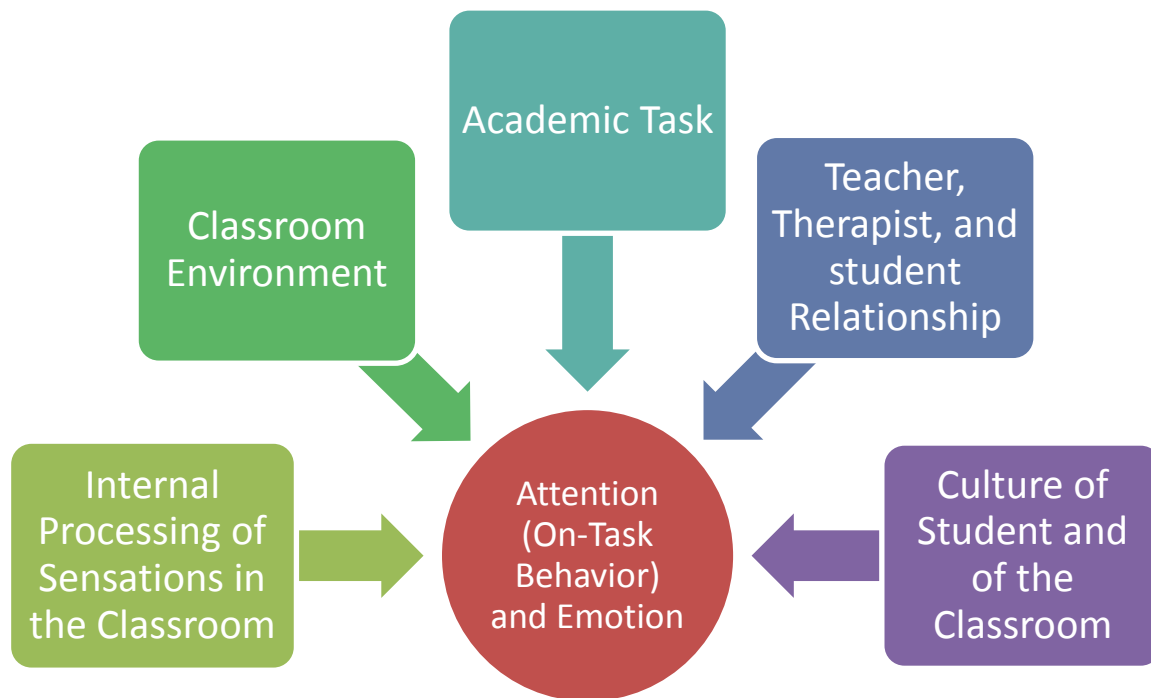 Academic Task
Classroom
Environment
Teacher,
Therapist, and
student
Relationship
Internal
Processing of
Sensations in
the Classroom
Attention
(On-Task
Behavior)
and Emotion
Culture of
Student and
of the
Classroom